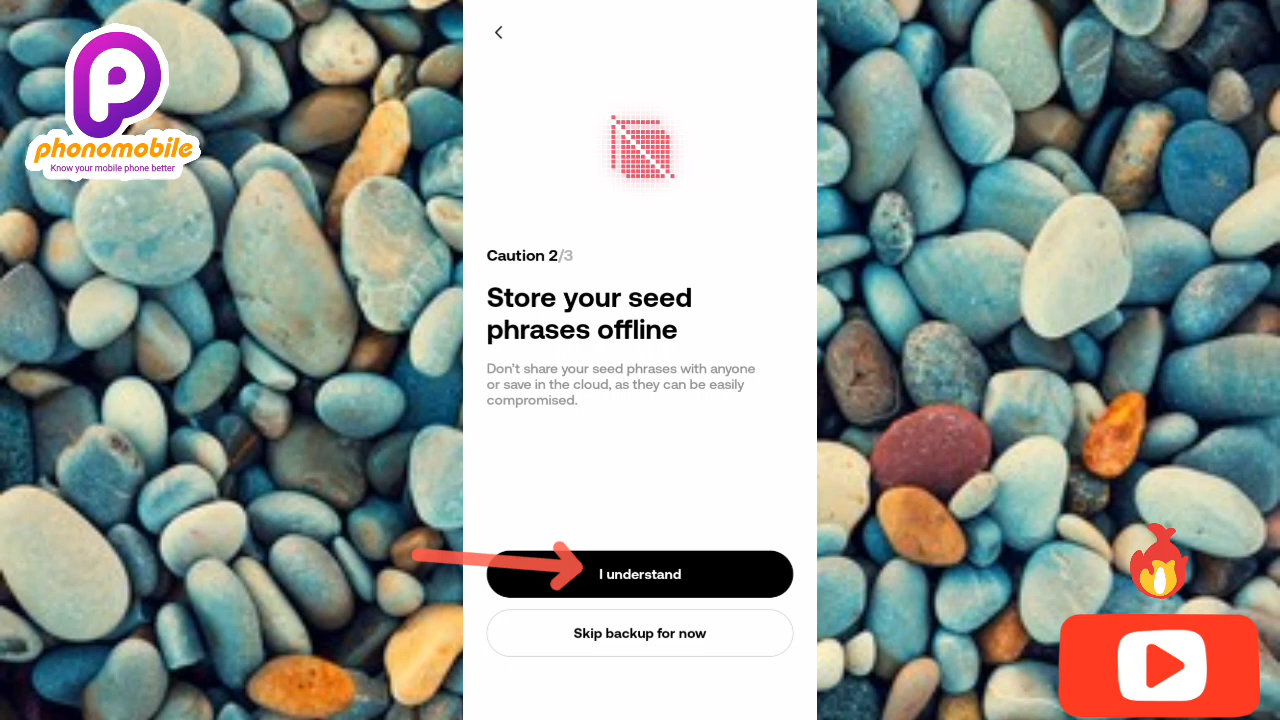 phonomobile
Know your mobile phone better
Caution 2/3
Store your seed
phrases offline
Don't share your seed phrases with anyone
or save in the cloud, as they can be easily
compromised.
I understand
Skip backup for now